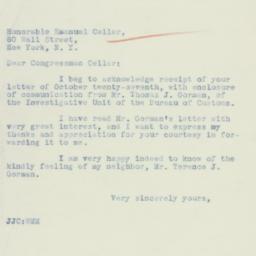 Honorable Emanuel Cellar,
60 Wall Street,
New York, N. Y.
Dear Congressman Cellar:
I beg to acknowledge receipt of your
letter of October twenty-seventh, with enclosure
of communication from Mr. Thomas J. Gorman, of
the Investigative Unit of the Bureau of Customs.
I have read Mr. Gorman's letter with
very great interest, and I want to express my
thanks and appreciation for your courtesy in for-
warding it to me.
I am very happy indeed to know of the
kindly feeling of my neighbor, Mr. Terence J.
Gorman.
Very sincerely yours,